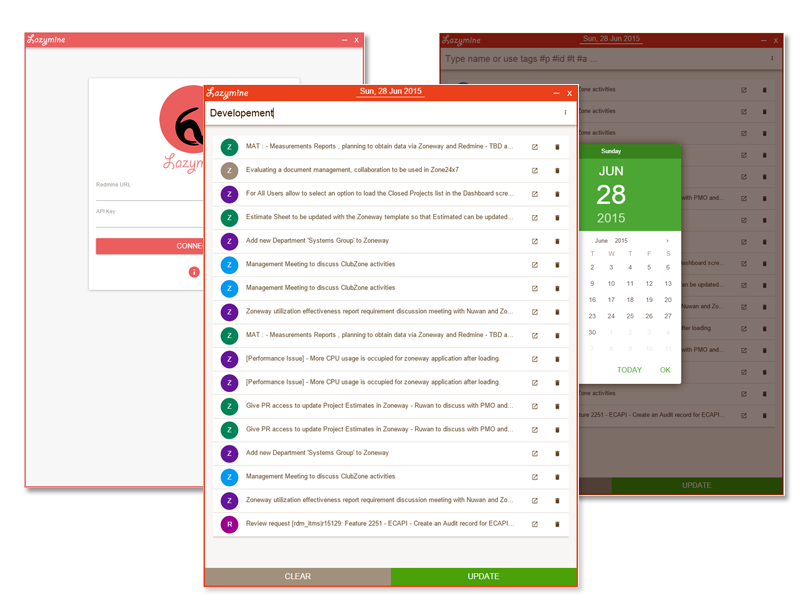 Lazymine
Redmine URL
API Key
Lazymine
Sun, 28 Jun 2015
Developement
Z MAT : - Measurements Reports , planning to obtain data via Zoneway and Redmine - TBD a...
Z Evaluating a document management, collaboration to be used in Zone24x7
Z For All Users allow to select an option to load the Closed Projects list in the Dashboard scre...
Z Estimate Sheet to be updated with the Zoneway template so that Estimated can be updated...
Z Add new Department 'Systems Group' to Zoneway
Z Management Meeting to discuss ClubZone activities
Z Management Meeting to discuss ClubZone activities
Z Zoneway utilization effectiveness report requirement discussion meeting with Nuwan and Zo...
Z MAT : - Measurements Reports , planning to obtain data via Zoneway and Redmine - TBD a...
Z [Performance Issue] - More CPU usage is occupied for zoneway application after loading.
Z [Performance Issue] - More CPU usage is occupied for zoneway application after loading.
Z Give PR access to update Project Estimates in Zoneway - Ruwan to discuss with PMO and...
Z Give PR access to update Project Estimates in Zoneway - Ruwan to discuss with PMO and...
Z Add new Department 'Systems Group' to Zoneway
Z Management Meeting to discuss ClubZone activities
Z Zoneway utilization effectiveness report requirement discussion meeting with Nuwan and Zo...
R Review request [rdm_itms]r15129: Feature 2251 - ECAPI - Create an Audit record for ECAPI...
CLEAR UPDATE
Lazymine
Sun, 28 Jun 2015
Type name or use tags #p #id #t #a ...
activities
activities
activities
with PMO and...
scre...
can be updated...
Nuwan and Zo...
after loading.
with PMO and...
activities
2251 - ECAPI - Create an Audit record for ECAPI...
UPDATE
Sunday
JUN
28
2015
June 2015
T W T F S
2 3 4 5 6
9 10 11 12 13
16 17 18 19 20
23 24 25 26 27
30 1 2 3 4
7 8 9 10 11
TODAY OK